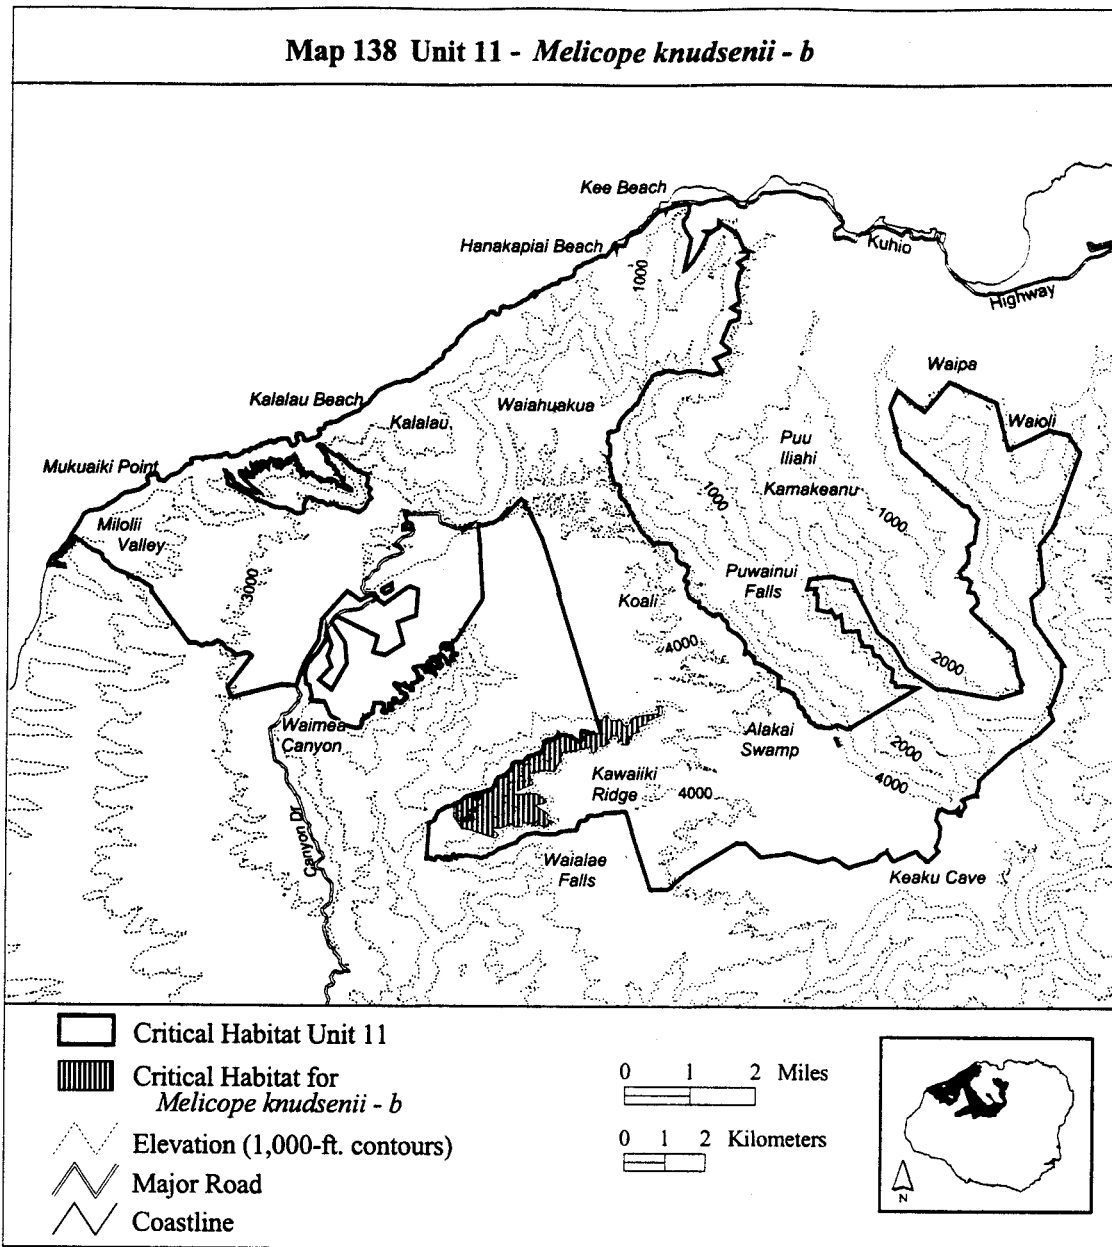 Map 138 Unit 11 - Melicope knudsenii - b
Kee Beach
Hanakapiai Beach
Kuhio
Highway
1000
Waipa
Kalalau Beach
Waiahuakua
Kalalau
Waioli
Puu
Iliahi
Mukuaiki Point
Kamakeanu
1000
1000
Milolii
Valley
3000
Puwainui
Falls
Koali
4000
2000
Waimea
Canyon
Alakai
Swamp
2000
Kawaiiki
Ridge
4000
4000
Canyon Dr
Waialae
Falls
Keaku Cave
Critical Habitat Unit 11
Critical Habitat for
Melicope knudsenii - b
Elevation (1,000-ft. contours)
Major Road
Coastline
0 1 2 Miles
0 1 2 Kilometers
N